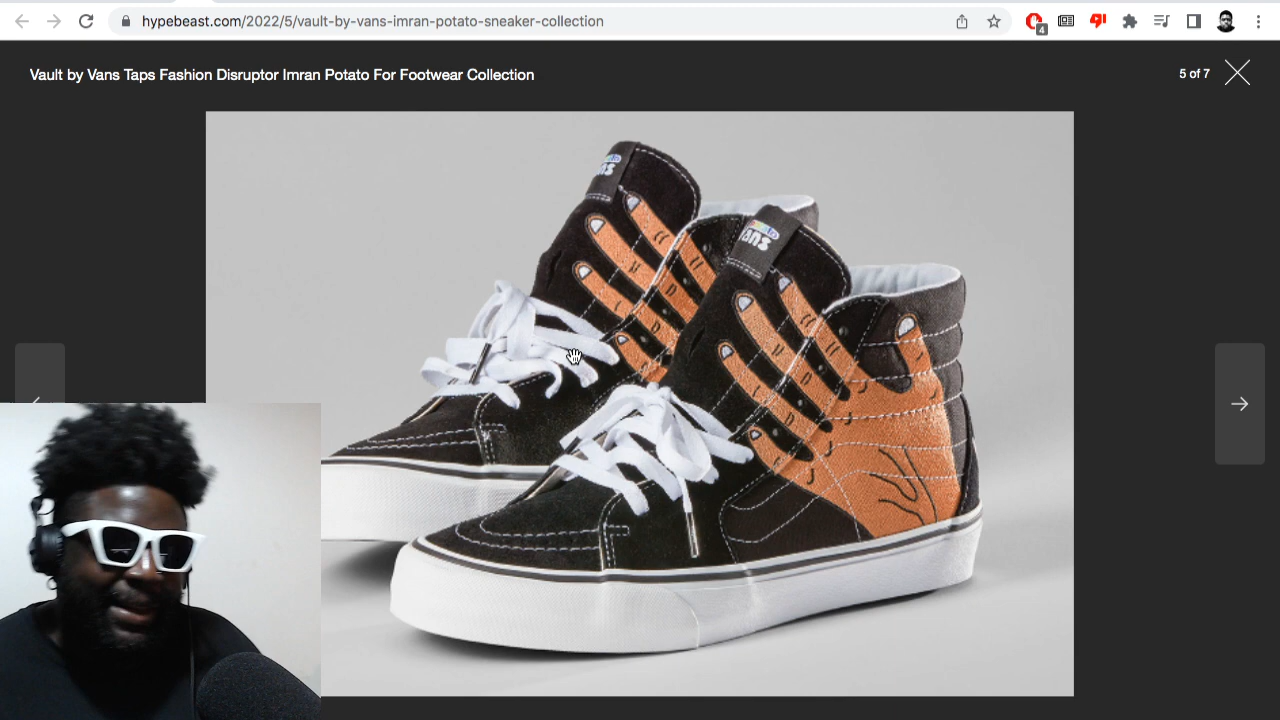 hypebeast.com/2022/5/vault-by-vans-imran-potato-sneaker-collection
4
Vault by Vans Taps Fashion Disruptor Imran Potato For Footwear Collection
5 of 7